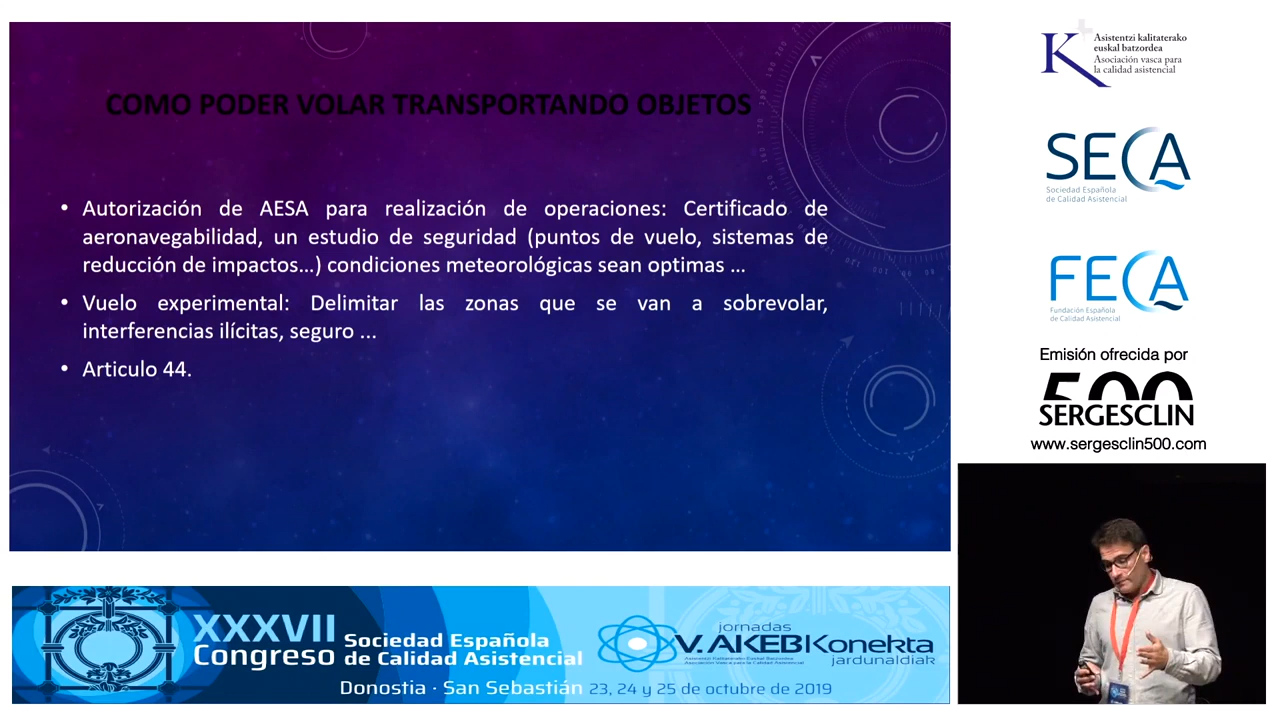 COMO PODER VOLAR TRANSPORTANDO OBJETOS
• Autorización de AESA para realización de operaciones: Certificado de
aeronavegabilidad, un estudio de seguridad (puntos de vuelo, sistemas de
reducción de impactos...) condiciones meteorológicas sean optimas ...
• Vuelo experimental: Delimitar las zonas que se van a sobrevolar,
interferencias ilícitas, seguro ...
• Articulo 44.
K
Asistentzi kalitaterako
euskal batzordea
Asociación vasca para
la calidad asistencial
SECA
Sociedad Española
de Calidad Asistencial
FECA
Fundación Española
de Calidad Asistencial
Emisión ofrecida por
500
SERGESCLIN
www.sergesclin500.com
XXXVII
Congreso
Sociedad Española
de Calidad Asistencial
Donostia · San Sebastián 23, 24 y 25 de octubre de 2019
jornadas
V.AKEBIKonekta
jardunaldiak